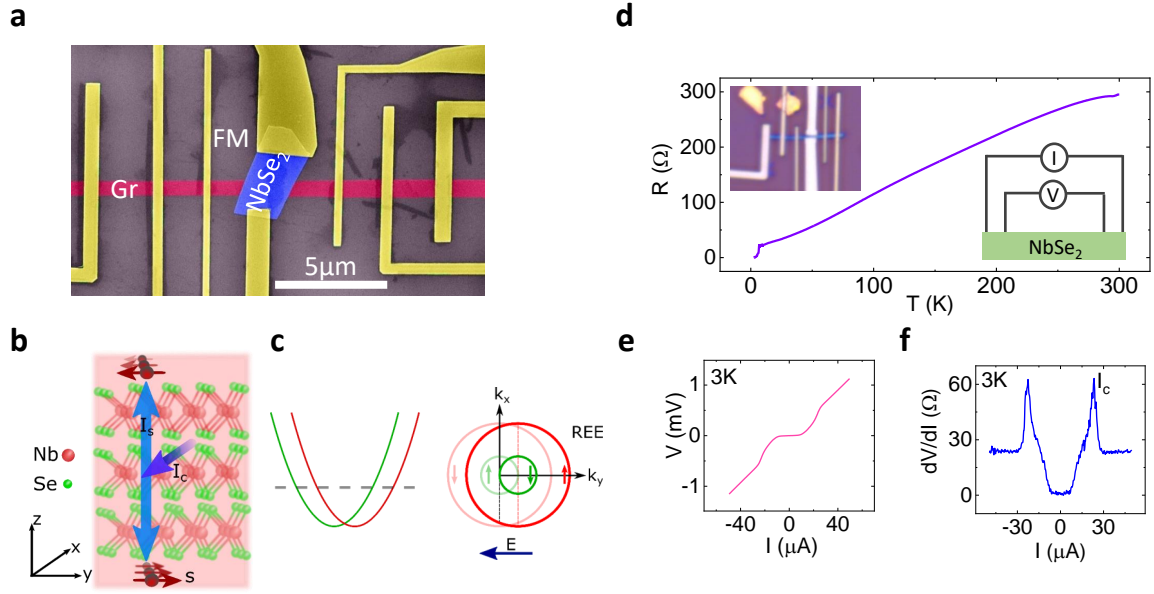 a
FM
NbSe2
Gr
5μm
b
Is
Ic
Nb
Se
z
x
y
s
c
kx
REE
ky
E
d
300
200
100
0
R (Ω)
I
V
NbSe2
0
100
200
300
T (K)
e
3K
1
0
-1
V (mV)
-40
0
40
I (μA)
f
3K
Ic
60
30
0
dV/dI (Ω)
-30
0
30
I (μA)